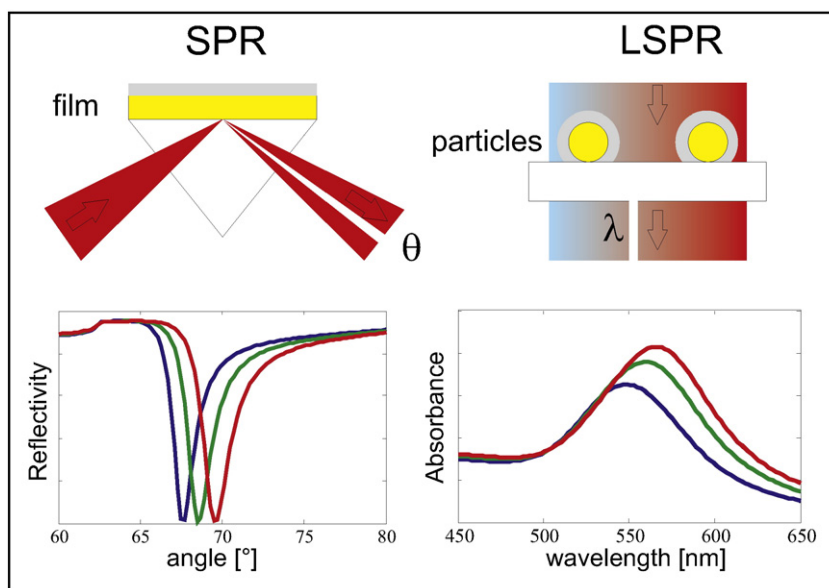 SPR
LSPR
film
particles
θ
λ
Reflectivity
60 65 70 75 80
angle [°]
Absorbance
450 500 550 600 650
wavelength [nm]